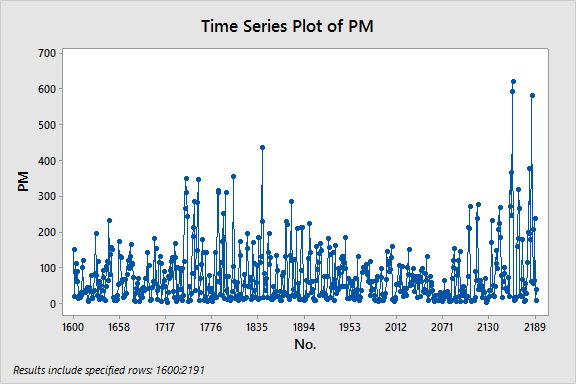 Time Series Plot of PM
700
600
500
400
300
200
100
0
PM
1600 1658 1717 1776 1835 1894 1953 2012 2071 2130 2189
No.
Results include specified rows: 1600:2191